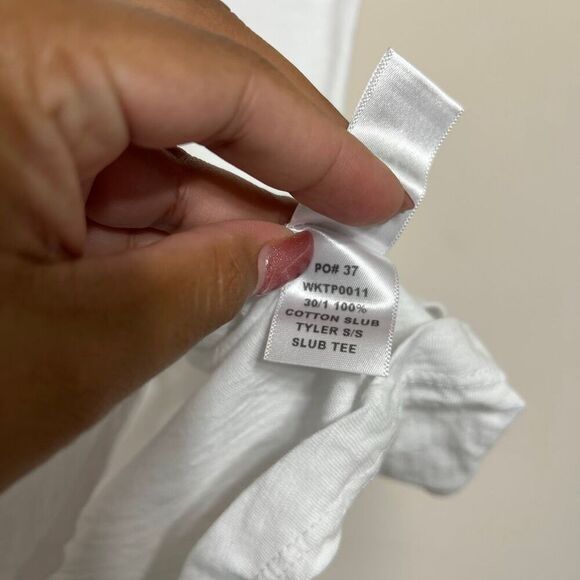 PO# 37
WKTP0011
30/1 100%
COTTON SLUB
TYLER S/S
SLUB TEE